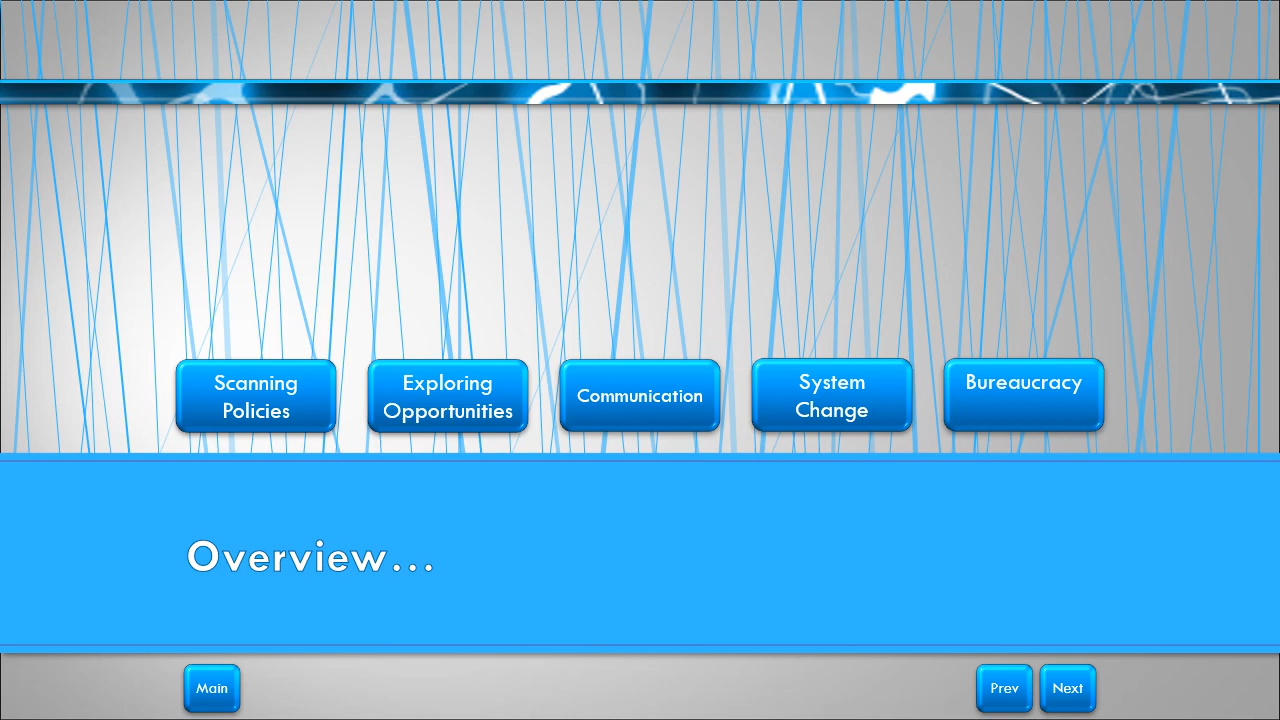 Scanning
Policies
Exploring
Opportunities
Communication
System
Change
Bureaucracy
Overview...
Main
Prev
Next